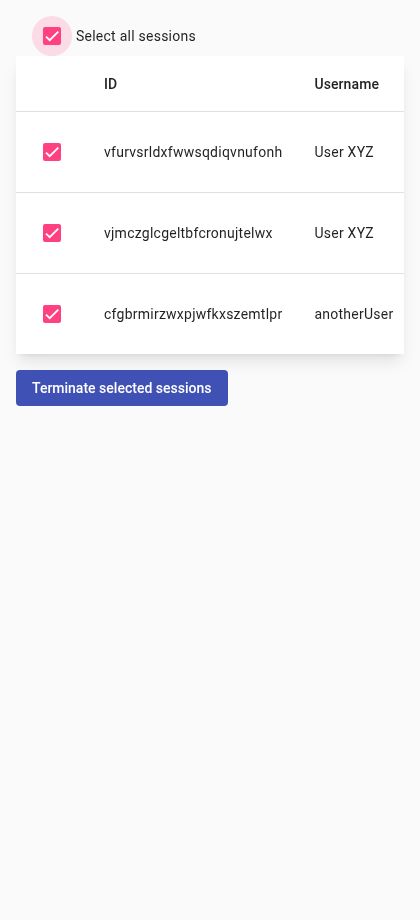 Select all sessions
ID Username
vfurvsrldxfwwsqdiqvnufonh User XYZ
vjmczglcgeltbfcronujtelwx User XYZ
cfgbrmirzwxpjwfkxszemtlpr anotherUser
Terminate selected sessions